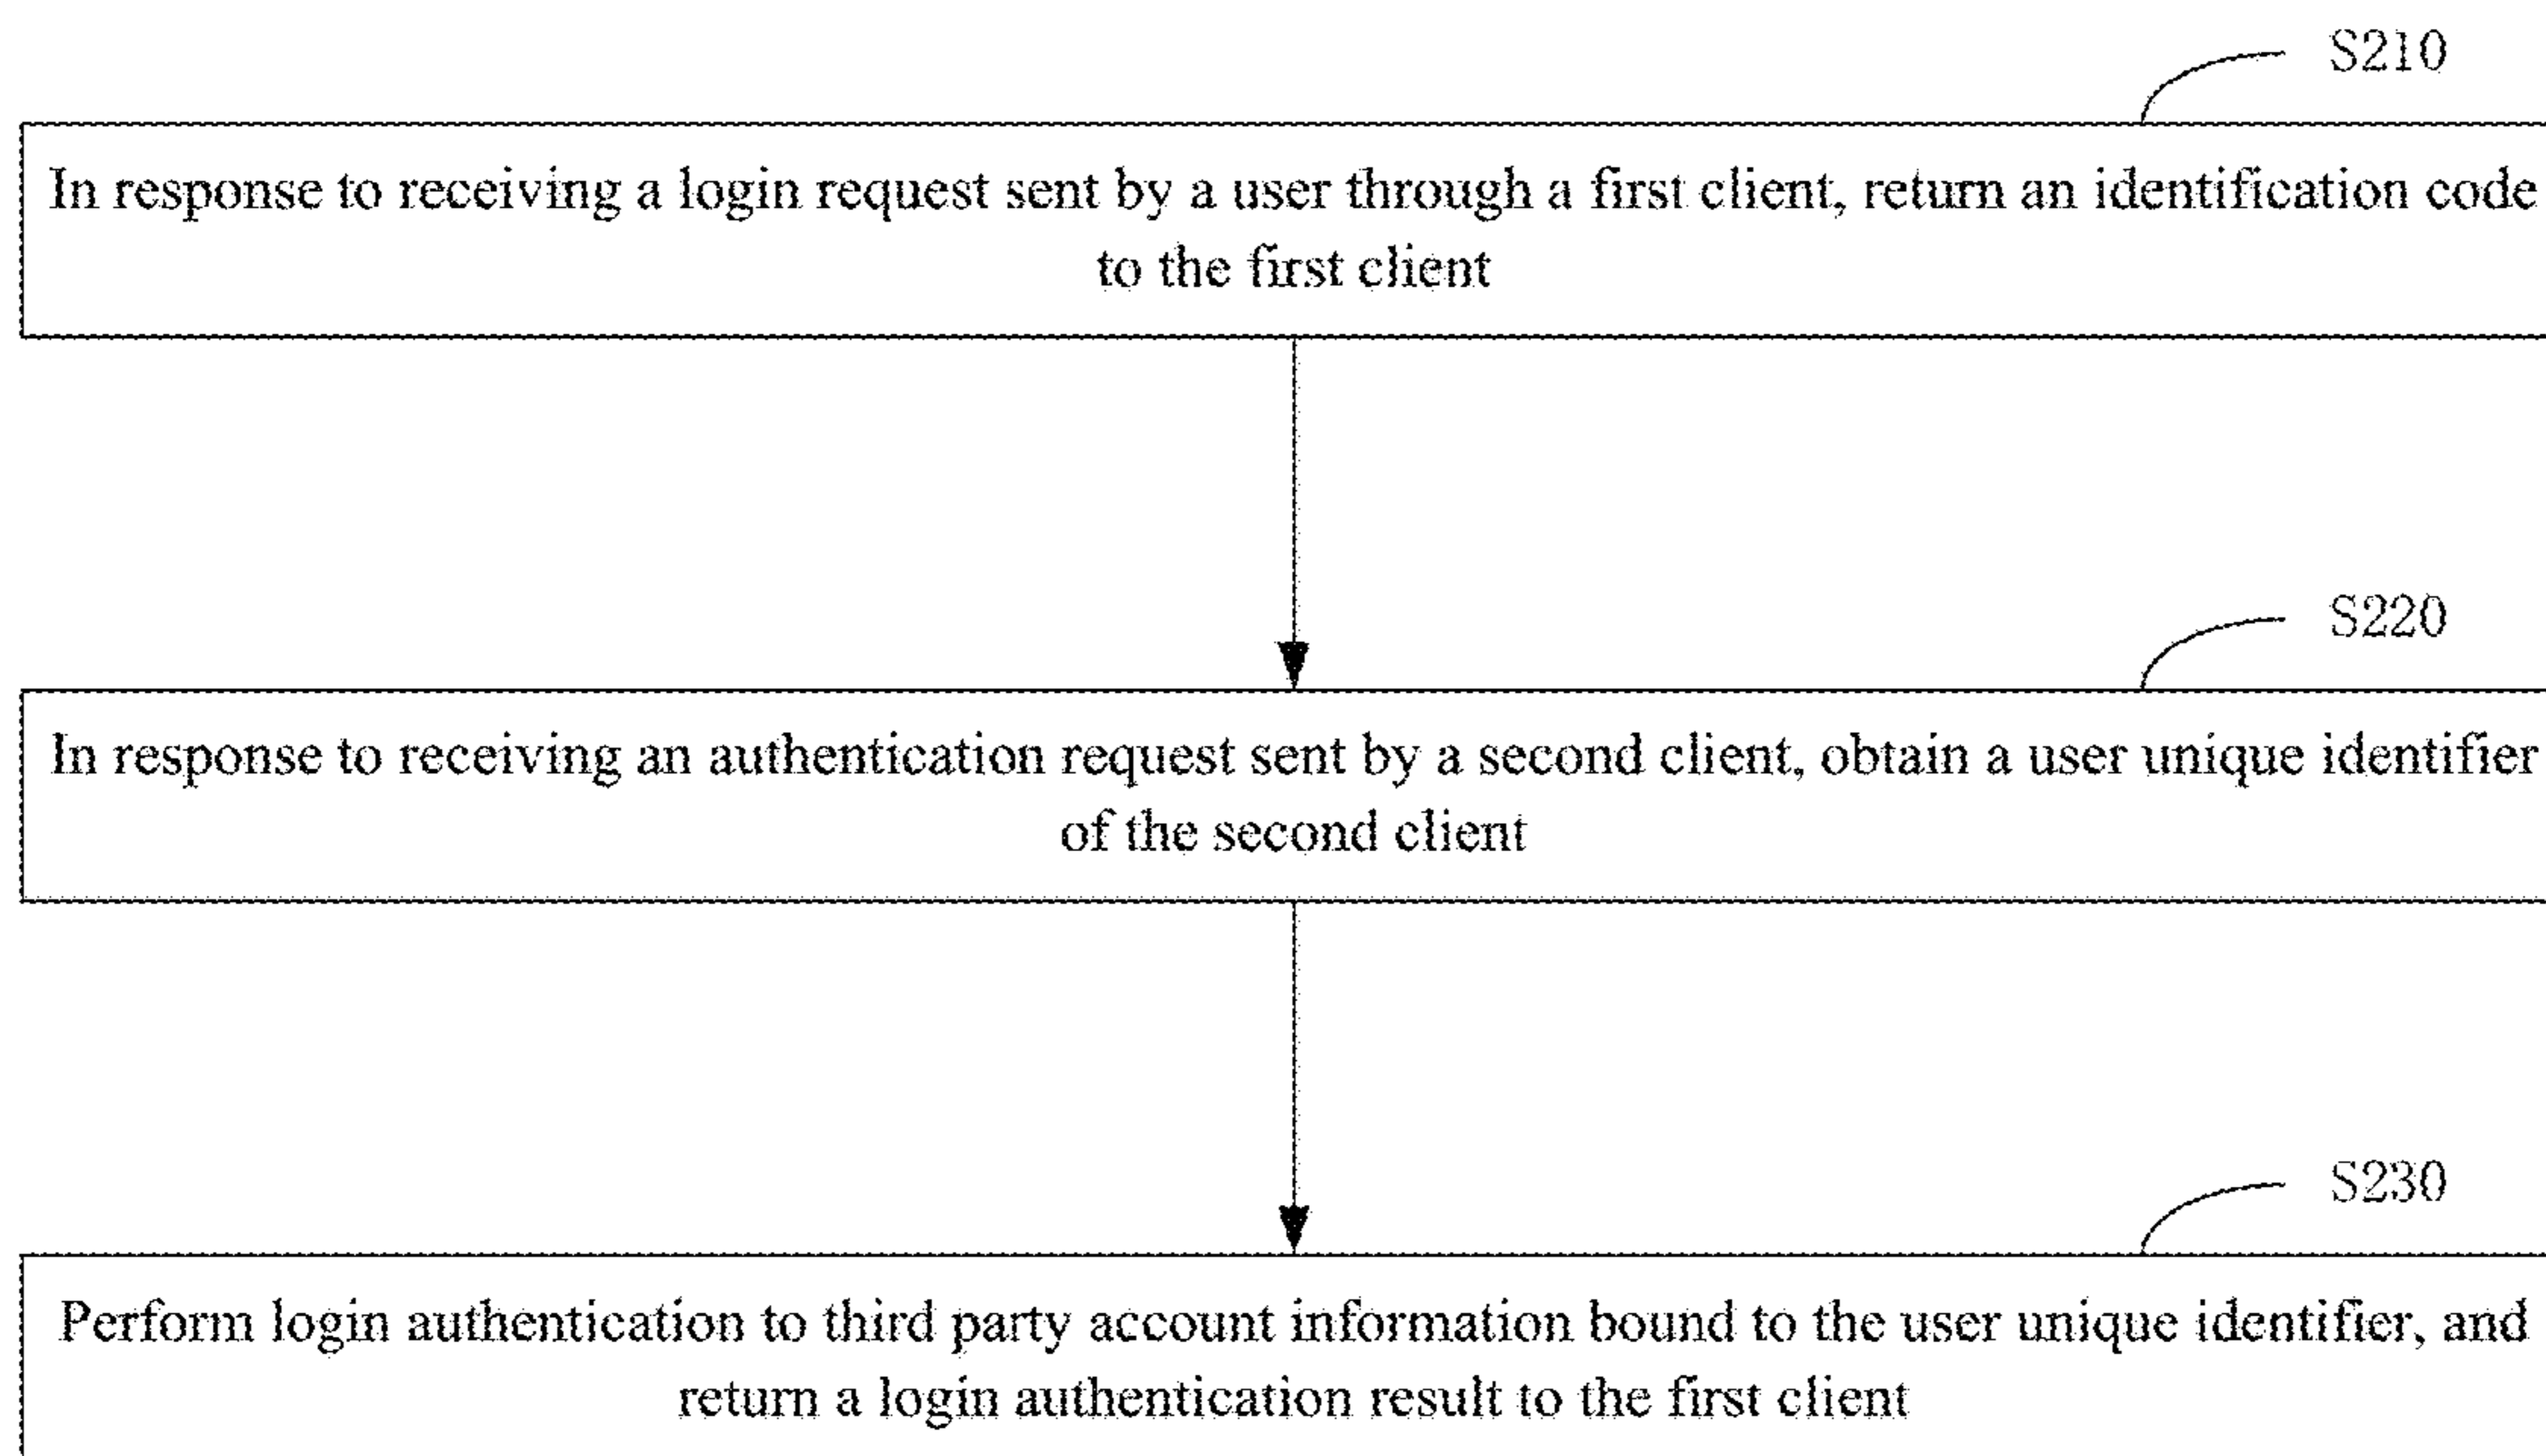 S210
In response to receiving a login request sent by a user through a first client, return an identification code
to the first client
S220
In response to receiving an authentication request sent by a second client, obtain a user unique identifier
of the second client
S230
Perform login authentication to third party account information bound to the user unique identifier, and
return a login authentication result to the first client